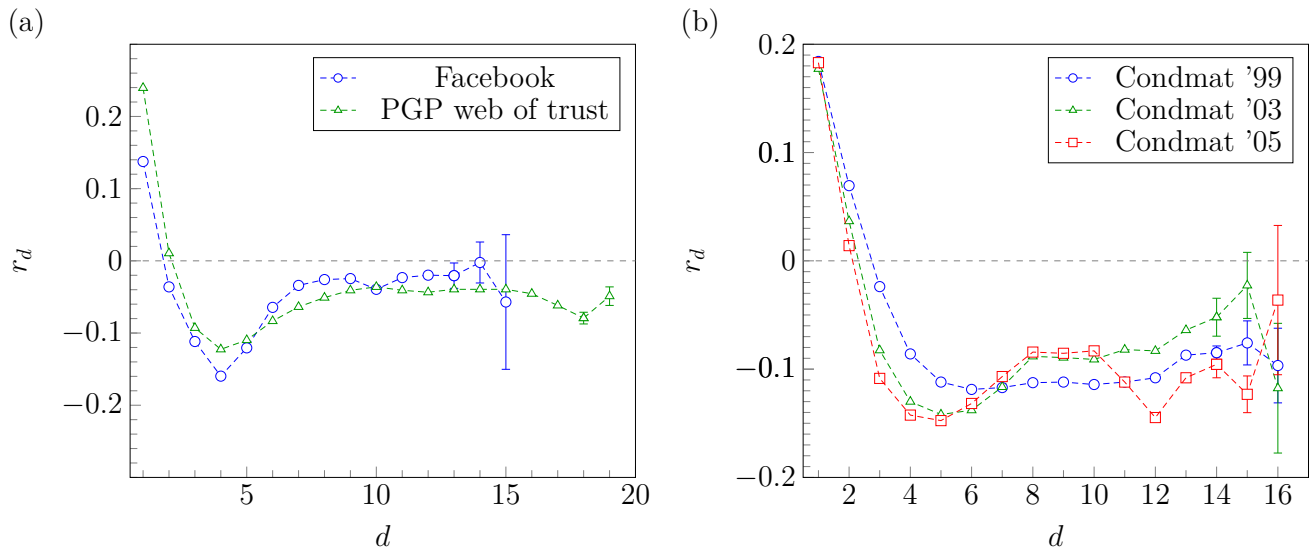 (a)
Facebook
PGP web of trust
0.2
0.1
0
−0.1
−0.2
r_d
5
10
15
20
d
(b)
Condmat '99
Condmat '03
Condmat '05
0.2
0.1
0
−0.1
−0.2
r_d
2
4
6
8
10
12
14
16
d